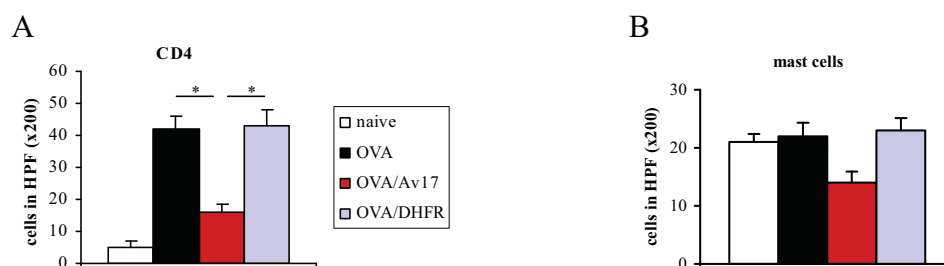 A
CD4
cells in HPF (x200)
60
50
40
30
20
10
0
*
*
naive
OVA
OVA/Av17
OVA/DHFR
B
mast cells
cells in HPF (x200)
30
20
10
0